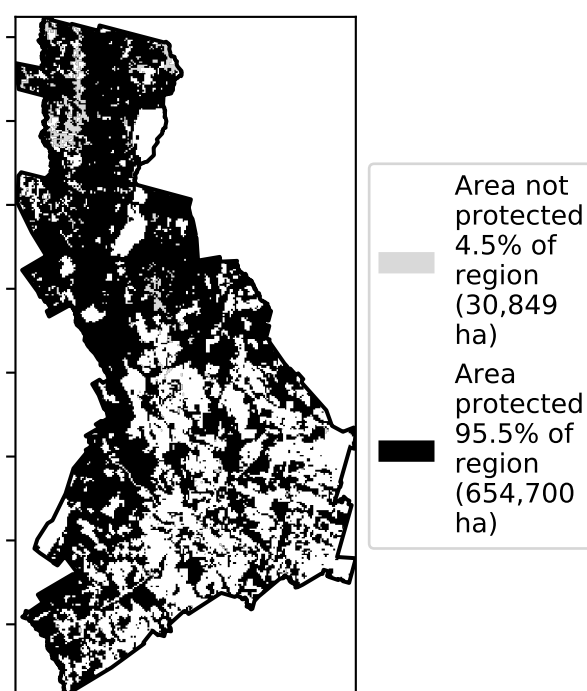 Area not
protected
4.5% of
region
(30,849
ha)
Area
protected
95.5% of
region
(654,700
ha)